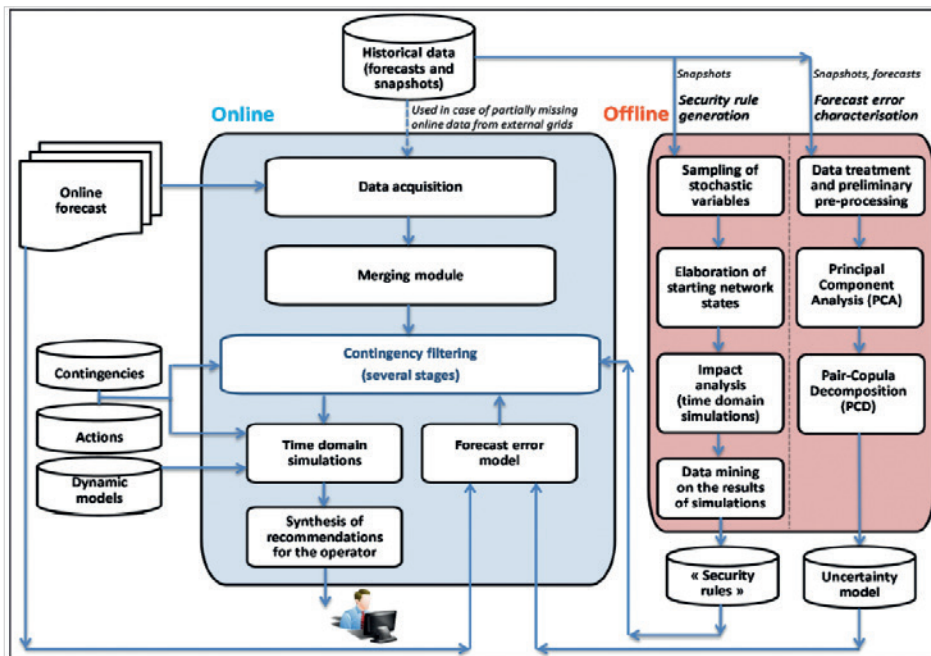 Historical data
(forecasts and
snapshots)
Online
Used in case of partially missing
online data from external grids
Offline
Snapshots
Security rule
generation
Snapshots, forecasts
Forecast error
characterisation
Online
forecast
Data acquisition
Merging module
Contingency filtering
(several stages)
Contingencies
Actions
Dynamic
models
Time domain
simulations
Forecast error
model
Synthesis of
recommendations
for the operator
Sampling of
stochastic
variables
Elaboration of
starting network
states
Impact
analysis
(time domain
simulations)
Data mining
on the results
of simulations
« Security
rules »
Data treatment
and preliminary
pre-processing
Principal
Component
Analysis (PCA)
Pair-Copula
Decomposition
(PCD)
Uncertainty
model